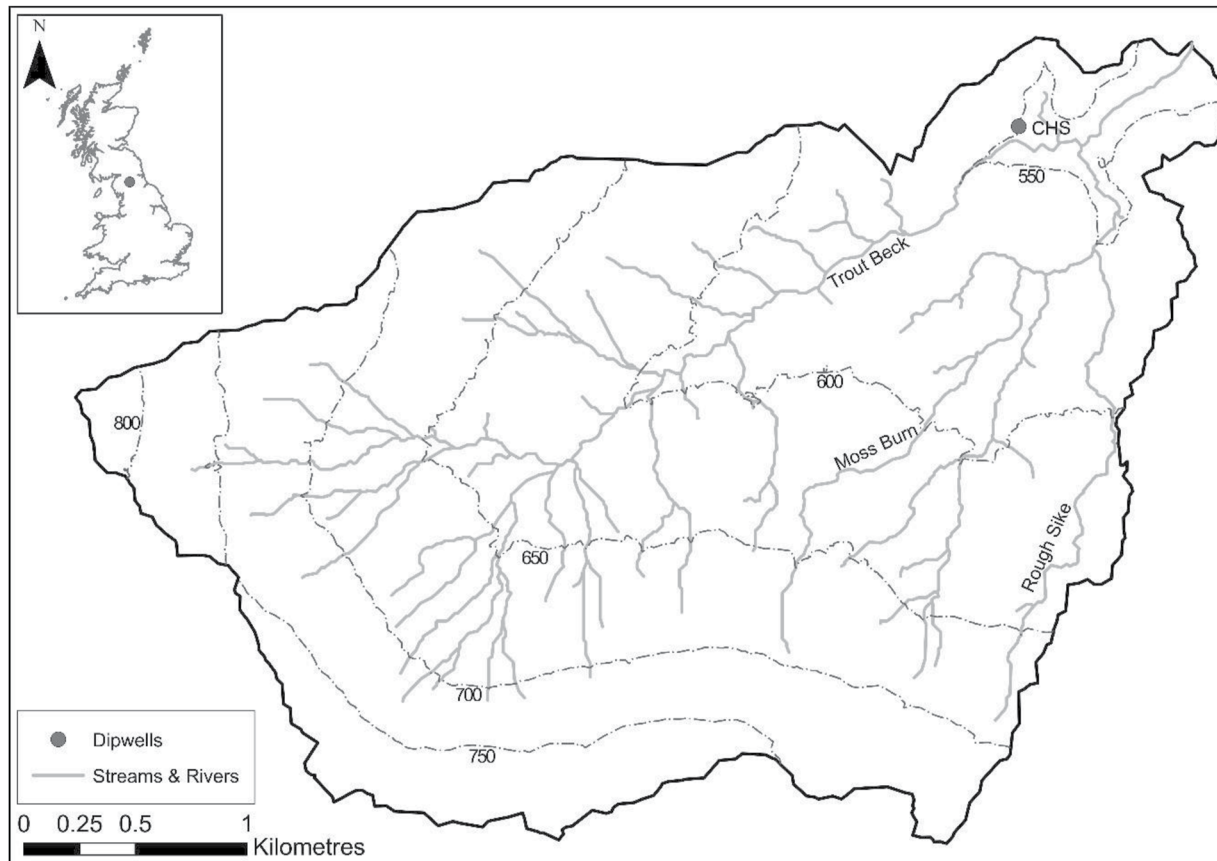 N
CHS
550
Trout Beck
800
600
Moss Burn
650
Rough Sike
700
750
Dipwells
Streams & Rivers
0 0.25 0.5 1
Kilometres